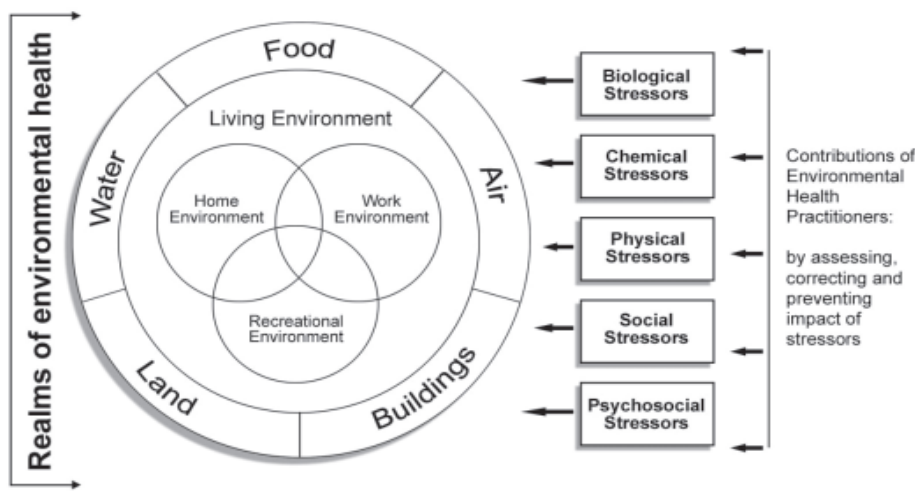 Realms of environmental health
Food
Water
Air
Land
Buildings
Living Environment
Home
Environment
Work
Environment
Recreational
Environment
Biological
Stressors
Chemical
Stressors
Physical
Stressors
Social
Stressors
Psychosocial
Stressors
Contributions of
Environmental
Health
Practitioners:
by assessing,
correcting and
preventing
impact of
stressors